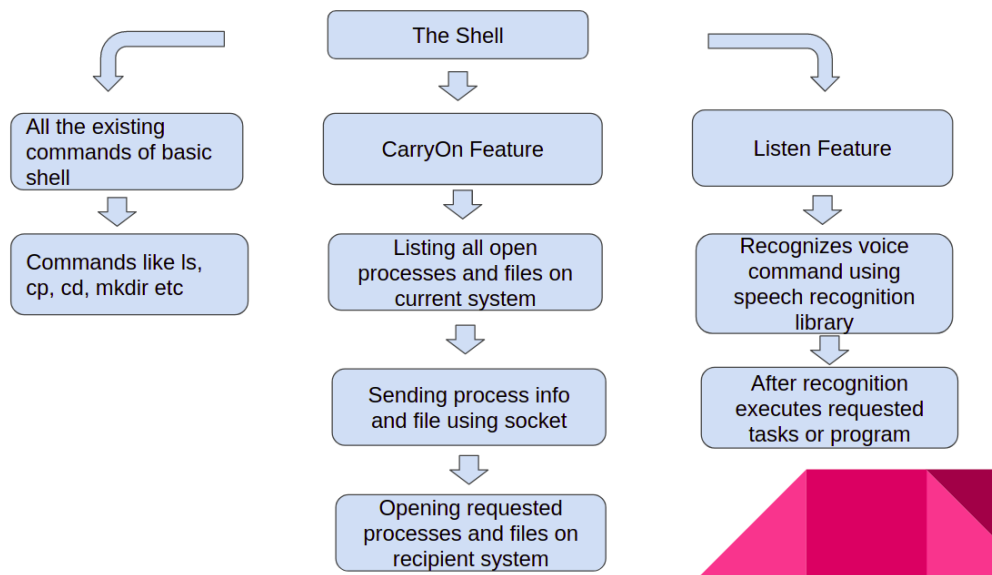 The Shell
All the existing
commands of basic
shell
Commands like ls,
cp, cd, mkdir etc
CarryOn Feature
Listing all open
processes and files on
current system
Sending process info
and file using socket
Opening requested
processes and files on
recipient system
Listen Feature
Recognizes voice
command using
speech recognition
library
After recognition
executes requested
tasks or program